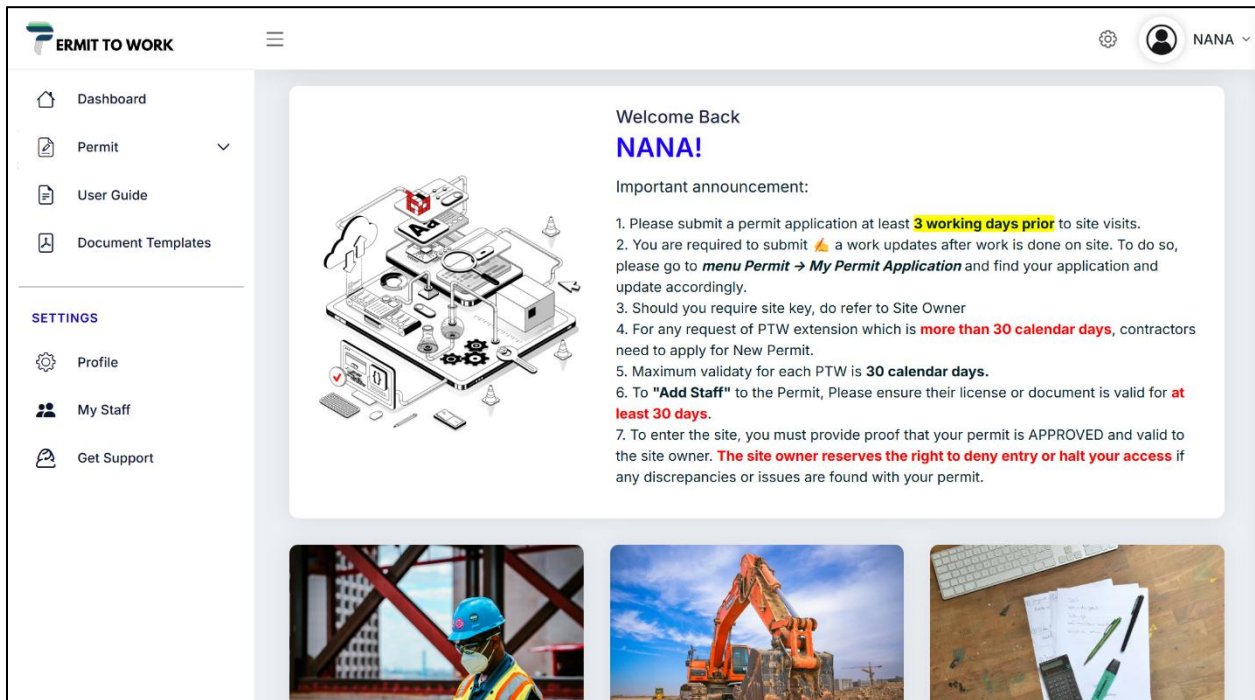 PERMIT TO WORK
NANA
Dashboard
Permit
User Guide
Document Templates
SETTINGS
Profile
My Staff
Get Support
Welcome Back
NANA!
Important announcement:
1. Please submit a permit application at least 3 working days prior to site visits.
2. You are required to submit ✍ a work updates after work is done on site. To do so,
please go to menu Permit → My Permit Application and find your application and
update accordingly.
3. Should you require site key, do refer to Site Owner
4. For any request of PTW extension which is more than 30 calendar days, contractors
need to apply for New Permit.
5. Maximum validaty for each PTW is 30 calendar days.
6. To "Add Staff" to the Permit, Please ensure their license or document is valid for at
least 30 days.
7. To enter the site, you must provide proof that your permit is APPROVED and valid to
the site owner. The site owner reserves the right to deny entry or halt your access if
any discrepancies or issues are found with your permit.
Aa
{}